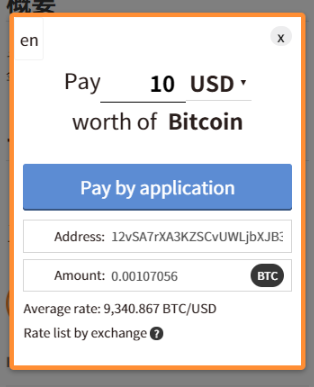 概要
en
x
Pay 10 USD
worth of Bitcoin
Pay by application
Address: 12vSA7rXA3KZSCvUWLjbXJB3
Amount: 0.00107056 BTC
Average rate: 9,340.867 BTC/USD
Rate list by exchange ?